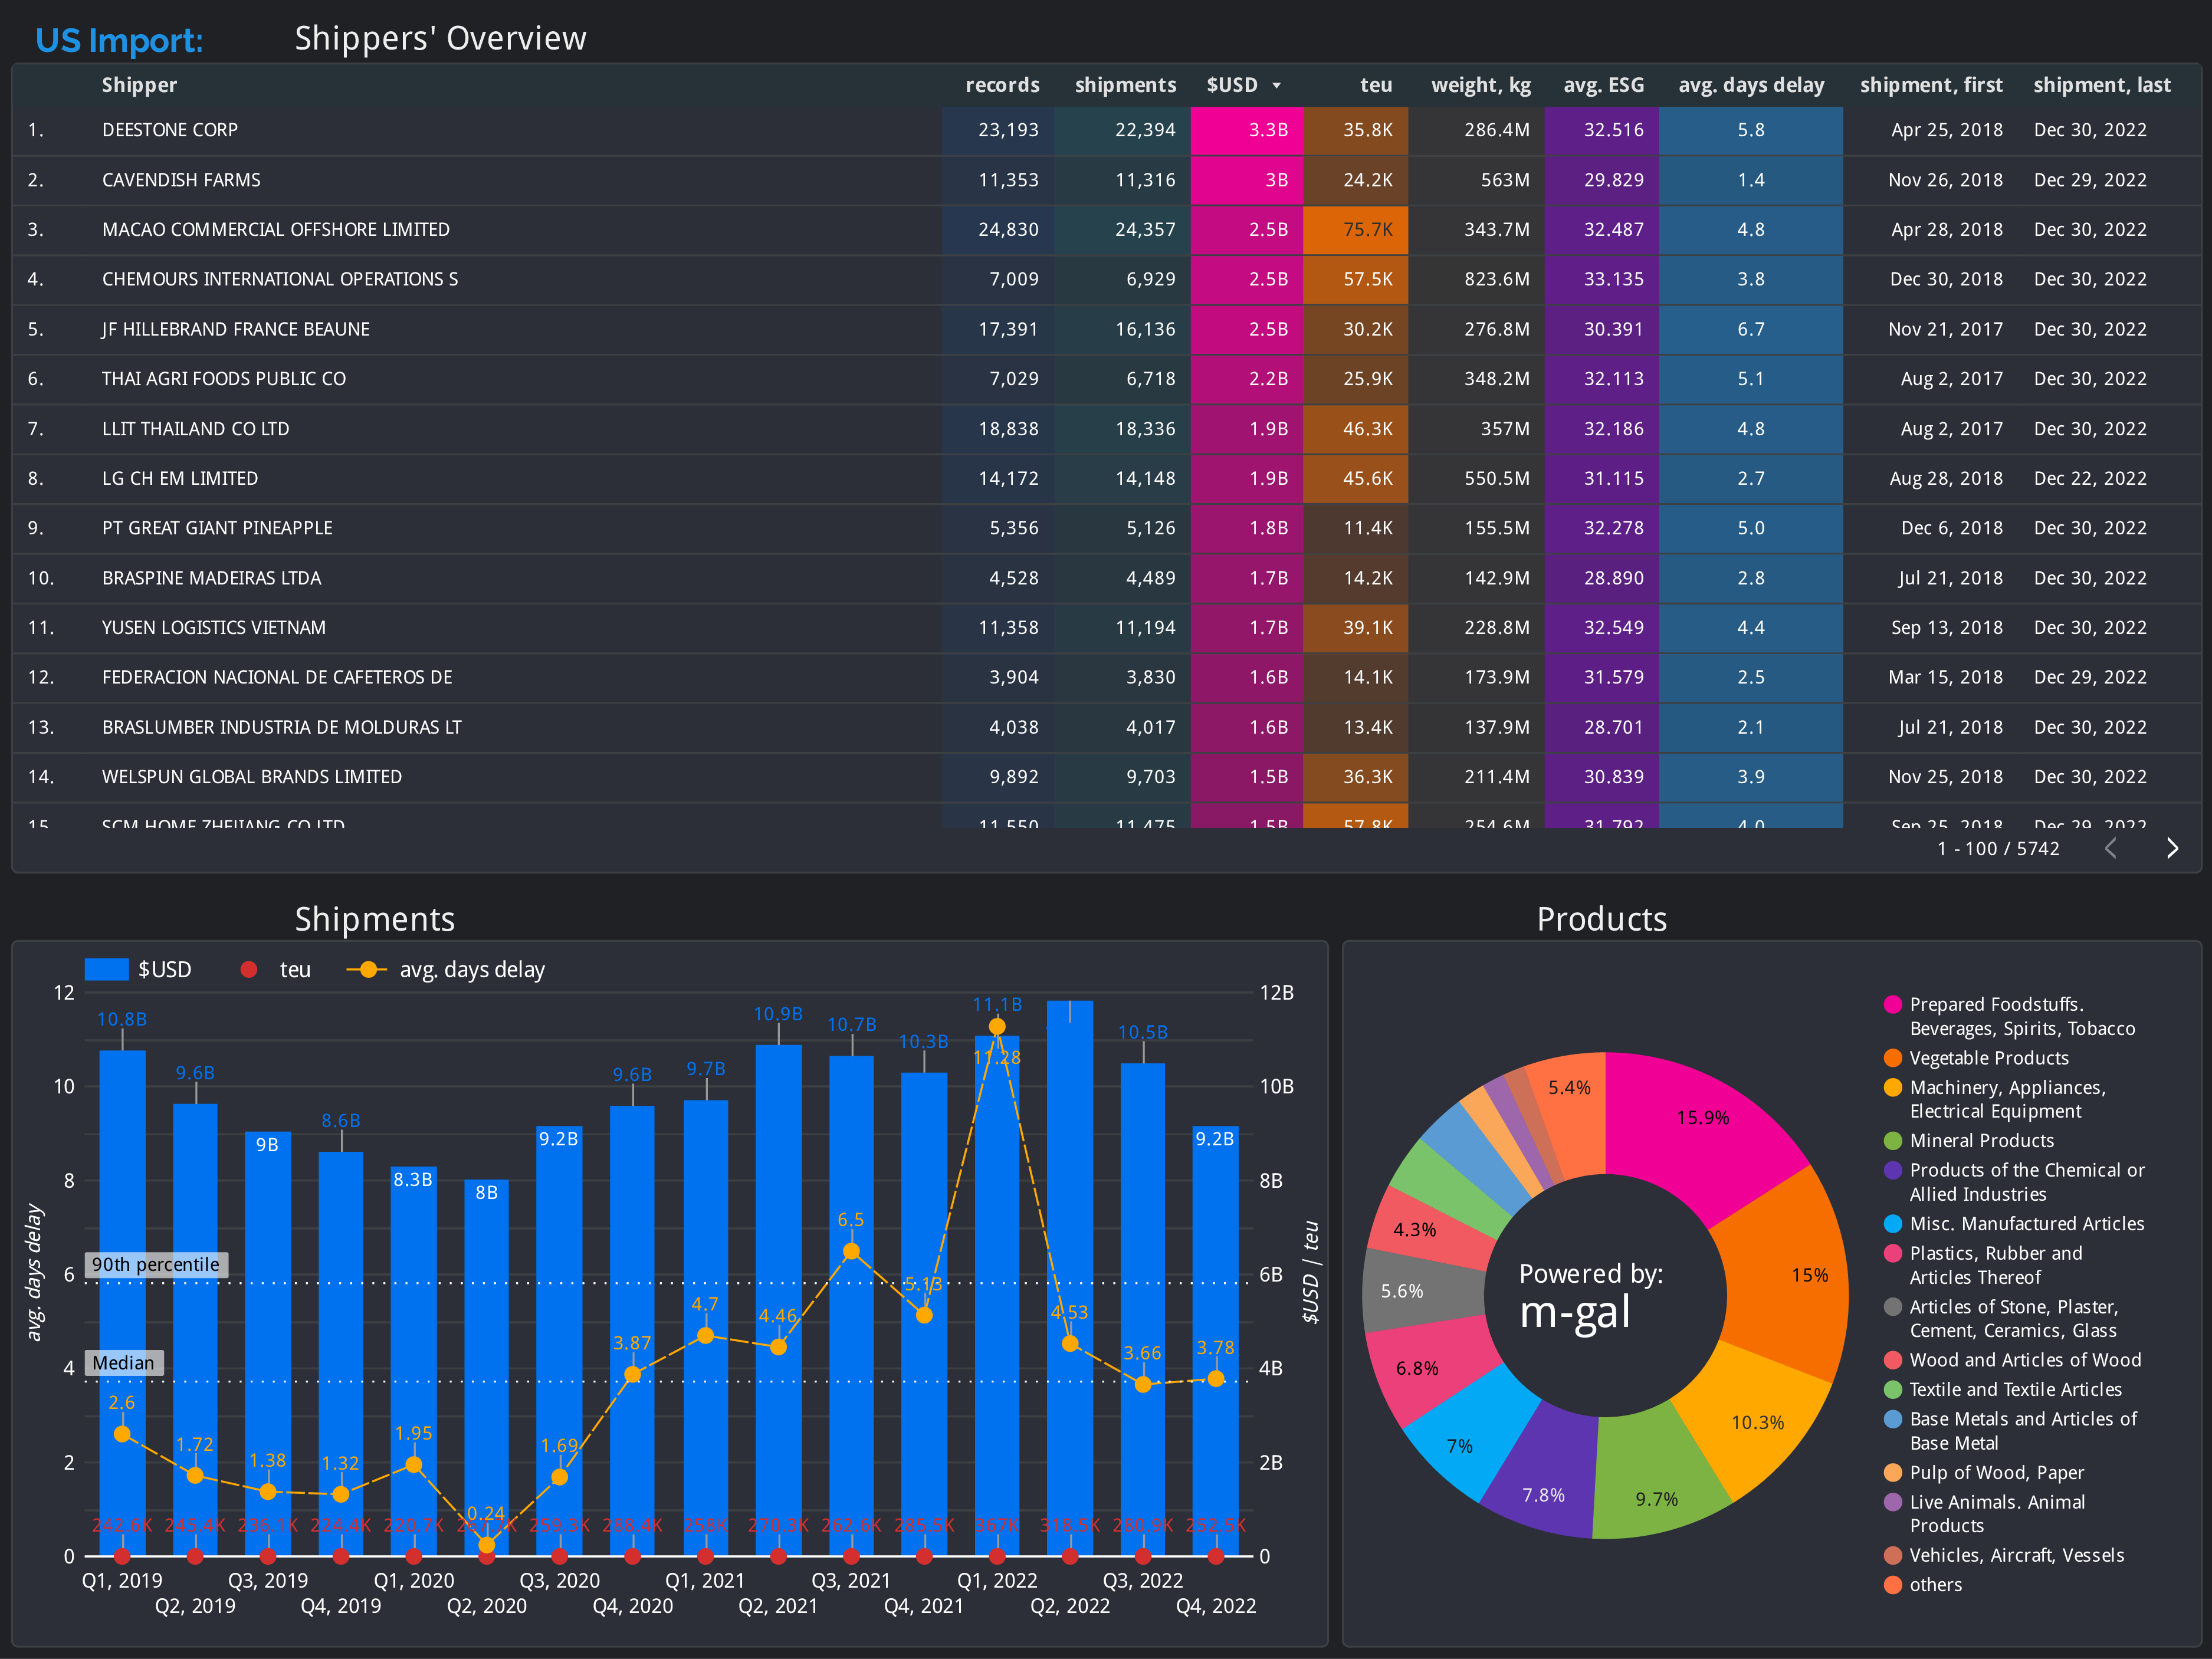 US Import: Shippers' Overview
Shipper records shipments $USD teu weight, kg avg. ESG avg. days delay shipment, first shipment, last
1. DEESTONE CORP 23,193 22,394 3.3B 35.8K 286.4M 32.516 5.8 Apr 25, 2018 Dec 30, 2022
2. CAVENDISH FARMS 11,353 11,316 3B 24.2K 563M 29.829 1.4 Nov 26, 2018 Dec 29, 2022
3. MACAO COMMERCIAL OFFSHORE LIMITED 24,830 24,357 2.5B 75.7K 343.7M 32.487 4.8 Apr 28, 2018 Dec 30, 2022
4. CHEMOURS INTERNATIONAL OPERATIONS S 7,009 6,929 2.5B 57.5K 823.6M 33.135 3.8 Dec 30, 2018 Dec 30, 2022
5. JF HILLEBRAND FRANCE BEAUNE 17,391 16,136 2.5B 30.2K 276.8M 30.391 6.7 Nov 21, 2017 Dec 30, 2022
6. THAI AGRI FOODS PUBLIC CO 7,029 6,718 2.2B 25.9K 348.2M 32.113 5.1 Aug 2, 2017 Dec 30, 2022
7. LLIT THAILAND CO LTD 18,838 18,336 1.9B 46.3K 357M 32.186 4.8 Aug 2, 2017 Dec 30, 2022
8. LG CH EM LIMITED 14,172 14,148 1.9B 45.6K 550.5M 31.115 2.7 Aug 28, 2018 Dec 22, 2022
9. PT GREAT GIANT PINEAPPLE 5,356 5,126 1.8B 11.4K 155.5M 32.278 5.0 Dec 6, 2018 Dec 30, 2022
10. BRASPINE MADEIRAS LTDA 4,528 4,489 1.7B 14.2K 142.9M 28.890 2.8 Jul 21, 2018 Dec 30, 2022
11. YUSEN LOGISTICS VIETNAM 11,358 11,194 1.7B 39.1K 228.8M 32.549 4.4 Sep 13, 2018 Dec 30, 2022
12. FEDERACION NACIONAL DE CAFETEROS DE 3,904 3,830 1.6B 14.1K 173.9M 31.579 2.5 Mar 15, 2018 Dec 29, 2022
13. BRASLUMBER INDUSTRIA DE MOLDURAS LT 4,038 4,017 1.6B 13.4K 137.9M 28.701 2.1 Jul 21, 2018 Dec 30, 2022
14. WELSPUN GLOBAL BRANDS LIMITED 9,892 9,703 1.5B 36.3K 211.4M 30.839 3.9 Nov 25, 2018 Dec 30, 2022
15. SCM HOME ZHEJIANG CO LTD 11,550 11,475 1.5B 57.8K 254.6M 31.792 4.0 Sep 25, 2018 Dec 29, 2022
1 - 100 / 5742
Shipments
$USD teu avg. days delay
avg. days delay
12
10
8
6
4
2
0
12B
10B
8B
6B
4B
2B
0
$USD | teu
90th percentile
Median
10.8B 9.6B 9B 8.6B 8.3B 8B 9.2B 9.6B 9.7B 10.9B 10.7B 10.3B 11.1B 10.5B 9.2B
2.6 1.72 1.38 1.32 1.95 0.24 1.69 3.87 4.7 4.46 6.5 5.13 11.28 4.53 3.66 3.78
242.6K 245.4K 236.1K 224.4K 220.7K 259.3K 288.4K 258K 270.3K 262.6K 285.5K 367K 318.5K 280.9K 252.5K
Q1, 2019 Q3, 2019 Q1, 2020 Q3, 2020 Q1, 2021 Q3, 2021 Q1, 2022 Q3, 2022
Q2, 2019 Q4, 2019 Q2, 2020 Q4, 2020 Q2, 2021 Q4, 2021 Q2, 2022 Q4, 2022
Products
15.9%
15%
10.3%
9.7%
7.8%
7%
6.8%
5.6%
4.3%
5.4%
Powered by:
m-gal
Prepared Foodstuffs.
Beverages, Spirits, Tobacco
Vegetable Products
Machinery, Appliances,
Electrical Equipment
Mineral Products
Products of the Chemical or
Allied Industries
Misc. Manufactured Articles
Plastics, Rubber and
Articles Thereof
Articles of Stone, Plaster,
Cement, Ceramics, Glass
Wood and Articles of Wood
Textile and Textile Articles
Base Metals and Articles of
Base Metal
Pulp of Wood, Paper
Live Animals. Animal
Products
Vehicles, Aircraft, Vessels
others